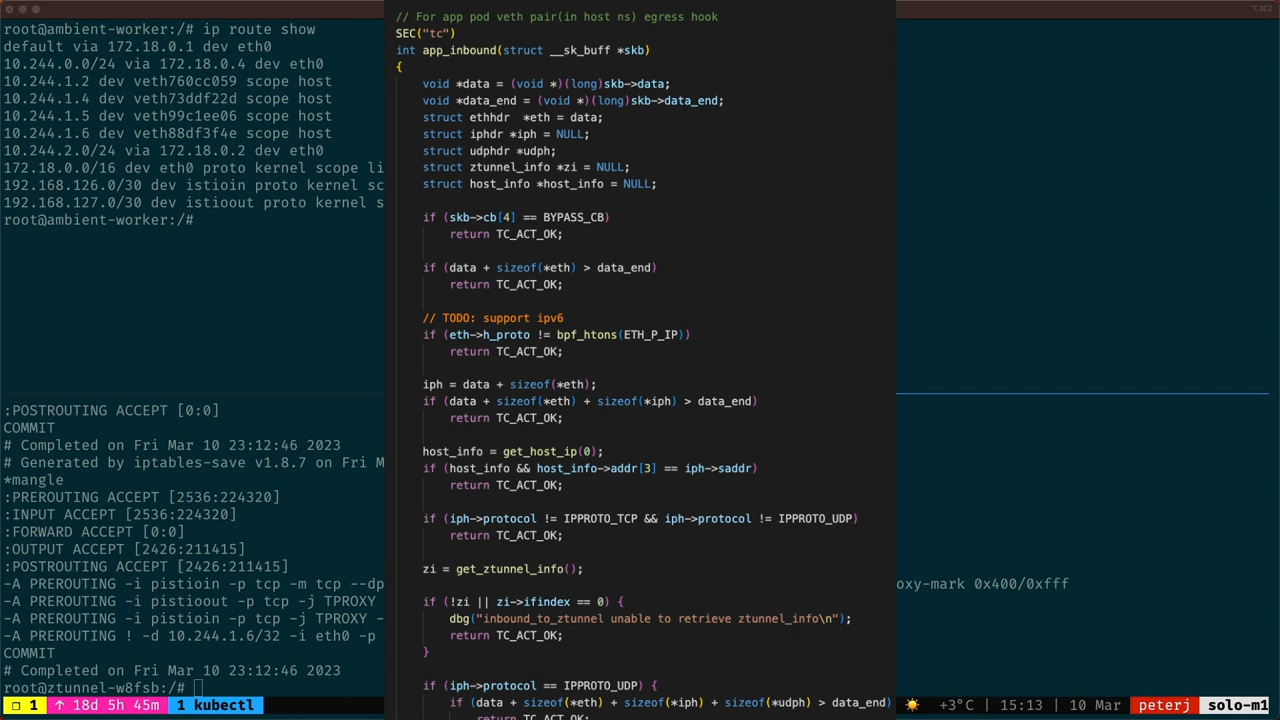 ⌥⌘2
root@ambient-worker:/# ip route show
default via 172.18.0.1 dev eth0
10.244.0.0/24 via 172.18.0.4 dev eth0
10.244.1.2 dev veth760cc059 scope host
10.244.1.4 dev veth73ddf22d scope host
10.244.1.5 dev veth99c1ee06 scope host
10.244.1.6 dev veth88df3f4e scope host
10.244.2.0/24 via 172.18.0.2 dev eth0
172.18.0.0/16 dev eth0 proto kernel scope li
192.168.126.0/30 dev istioin proto kernel sc
192.168.127.0/30 dev istioout proto kernel s
root@ambient-worker:/#
:POSTROUTING ACCEPT [0:0]
COMMIT
# Completed on Fri Mar 10 23:12:46 2023
# Generated by iptables-save v1.8.7 on Fri M
*mangle
:PREROUTING ACCEPT [2536:224320]
:INPUT ACCEPT [2536:224320]
:FORWARD ACCEPT [0:0]
:OUTPUT ACCEPT [2426:211415]
:POSTROUTING ACCEPT [2426:211415]
-A PREROUTING -i pistioin -p tcp -m tcp --dp
oxy-mark 0x400/0xfff
-A PREROUTING -i pistioout -p tcp -j TPROXY
-A PREROUTING -i pistioin -p tcp -j TPROXY -
-A PREROUTING ! -d 10.244.1.6/32 -i eth0 -p
COMMIT
# Completed on Fri Mar 10 23:12:46 2023
root@ztunnel-w8fsb:/#
// For app pod veth pair(in host ns) egress hook
SEC("tc")
int app_inbound(struct __sk_buff *skb)
{
void *data = (void *)(long)skb->data;
void *data_end = (void *)(long)skb->data_end;
struct ethhdr *eth = data;
struct iphdr *iph = NULL;
struct udphdr *udph;
struct ztunnel_info *zi = NULL;
struct host_info *host_info = NULL;
if (skb->cb[4] == BYPASS_CB)
return TC_ACT_OK;
if (data + sizeof(*eth) > data_end)
return TC_ACT_OK;
// TODO: support ipv6
if (eth->h_proto != bpf_htons(ETH_P_IP))
return TC_ACT_OK;
iph = data + sizeof(*eth);
if (data + sizeof(*eth) + sizeof(*iph) > data_end)
return TC_ACT_OK;
host_info = get_host_ip(0);
if (host_info && host_info->addr[3] == iph->saddr)
return TC_ACT_OK;
if (iph->protocol != IPPROTO_TCP && iph->protocol != IPPROTO_UDP)
return TC_ACT_OK;
zi = get_ztunnel_info();
if (!zi || zi->ifindex == 0) {
dbg("inbound_to_ztunnel unable to retrieve ztunnel_info\n");
return TC_ACT_OK;
}
if (iph->protocol == IPPROTO_UDP) {
if (data + sizeof(*eth) + sizeof(*iph) + sizeof(*udph) > data_end)
return TC_ACT_OK;
□ 1 ↑ 18d 5h 45m 1 kubectl
+3°C | 15:13 | 10 Mar peterj solo-m1